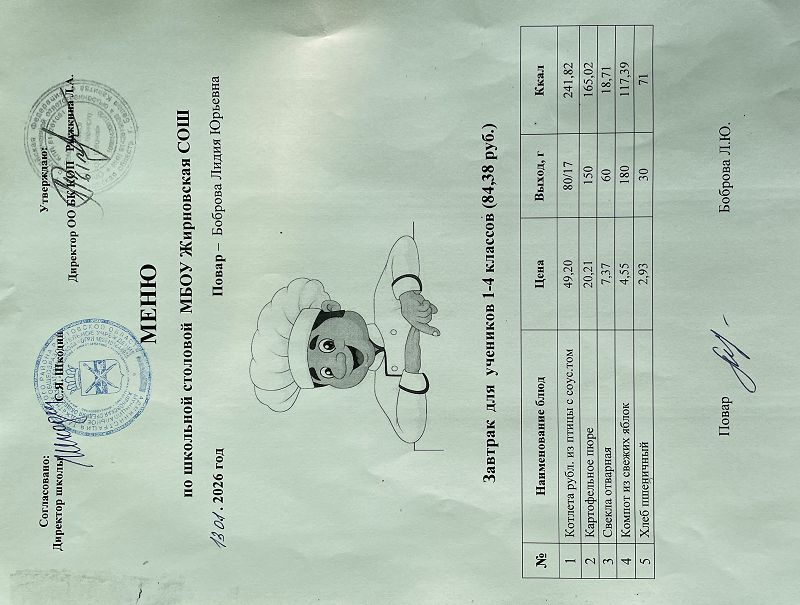 Согласовано:
Утверждаю:
Директор школы С.Я. Шкодин
Директор ОО БК ЦОП Рыжкина Л.А.
МЕНЮ
по школьной столовой МБОУ Жирновская СОШ
13.01. 2026 год
Повар – Боброва Лидия Юрьевна
Завтрак для учеников 1-4 классов (84,38 руб.)
№ Наименование блюд Цена Выход, г Ккал
1 Котлета рубл. из птицы с соуслом 49,20 80/17 241,82
2 Картофельное пюре 20,21 150 165,02
3 Свекла отварная 7,37 60 18,71
4 Компот из свежих яблок 4,55 180 117,39
5 Хлеб пшеничный 2,93 30 71
Повар Боброва Л.Ю.